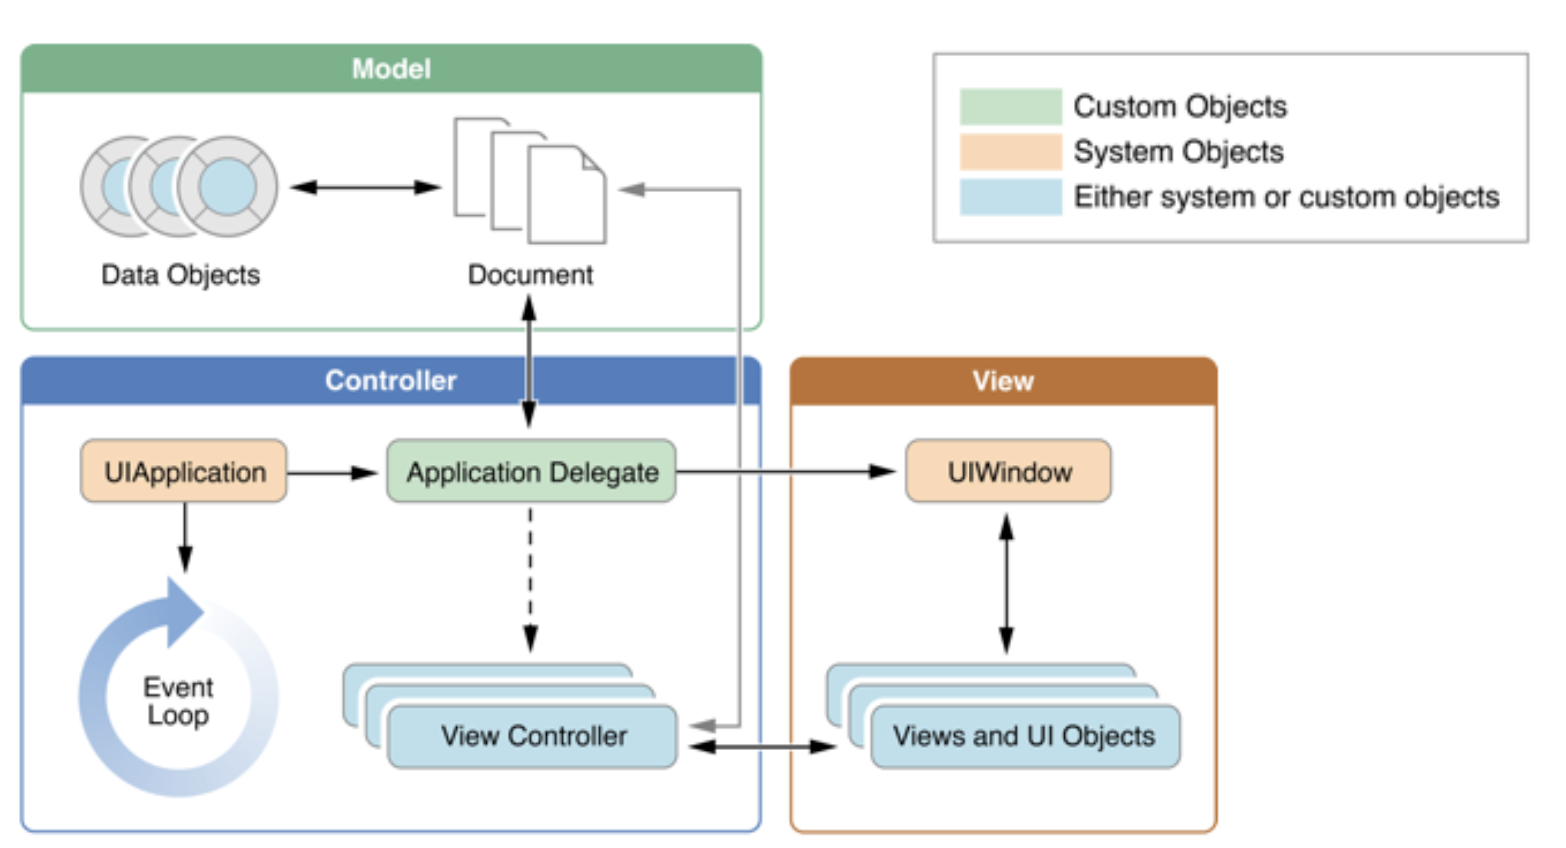 Model
Custom Objects
System Objects
Either system or custom objects
Data Objects
Document
Controller
View
UIApplication
Application Delegate
UIWindow
Event
Loop
View Controller
Views and UI Objects